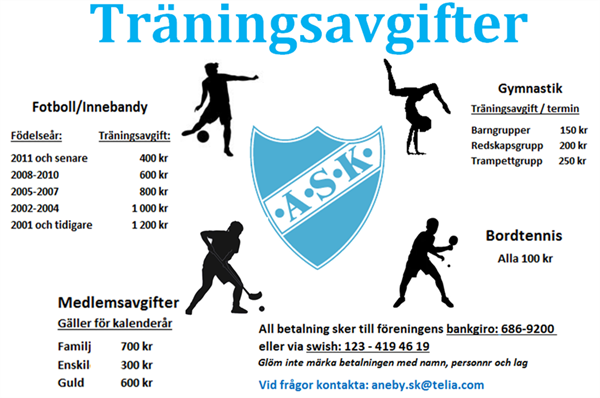 Träningsavgifter
Fotboll/Innebandy
Födelseår: Träningsavgift:
2011 och senare 400 kr
2008-2010 600 kr
2005-2007 800 kr
2002-2004 1 000 kr
2001 och tidigare 1 200 kr
Gymnastik
Träningsavgift / termin
Barngrupper 150 kr
Redskapsgrupp 200 kr
Trampettgrupp 250 kr
·A·S·K·
Bordtennis
Alla 100 kr
Medlemsavgifter
Gäller för kalenderår
Familj 700 kr
Enskil 300 kr
Guld 600 kr
All betalning sker till föreningens bankgiro: 686-9200
eller via swish: 123 - 419 46 19
Glöm inte märka betalningen med namn, personnr och lag
Vid frågor kontakta: aneby.sk@telia.com